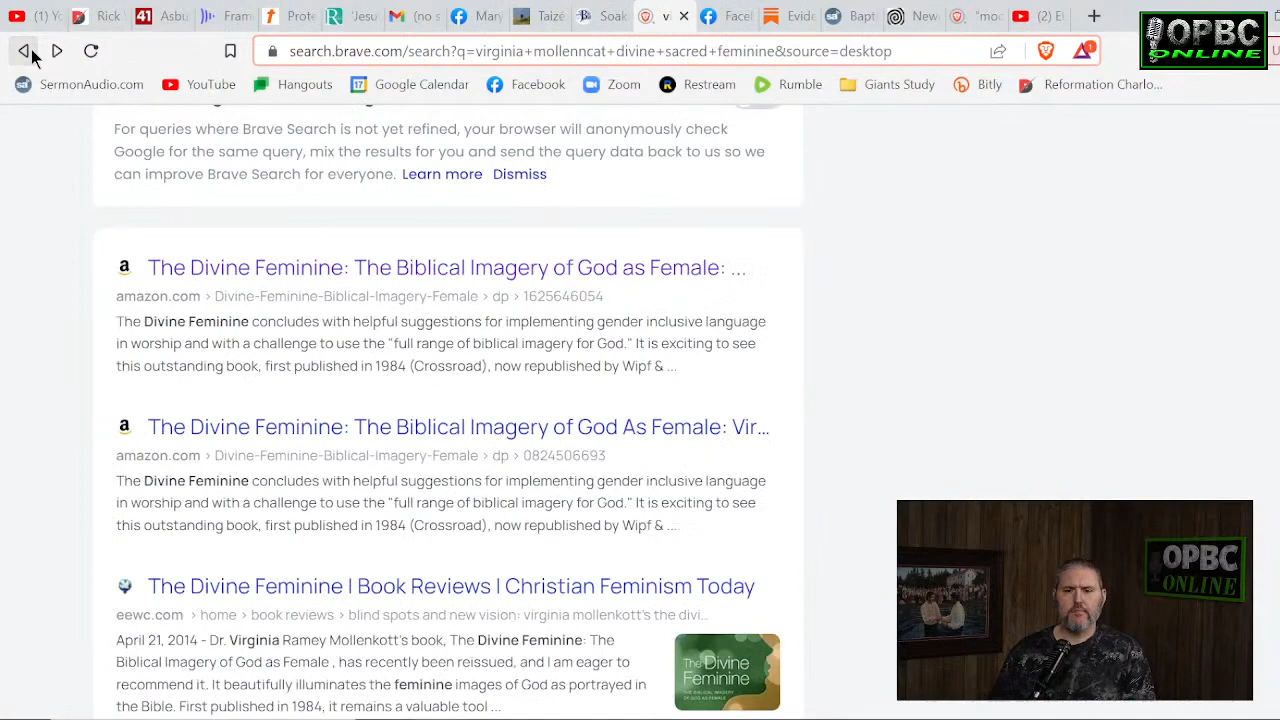 (1) Y
Rick
41 Asbu
Fram
Prote
'Jesu
(no
Taize
Soak
v
Facel
Evide
Bapt
New
"moc
(2) E
OPBC
ONLINE
search.brave.com/search?q=virginia+mollenncat+divine+sacred+feminine&source=desktop
1
SermonAudio.com YouTube Hangou Google Calendar Facebook Zoom Restream Rumble Giants Study Bitly Reformation Charlo...
For queries where Brave Search is not yet refined, your browser will anonymously check
Google for the same query, mix the results for you and send the query data back to us so we
can improve Brave Search for everyone. Learn more Dismiss
The Divine Feminine: The Biblical Imagery of God as Female: ...
amazon.com › Divine-Feminine-Biblical-Imagery-Female › dp › 1625646054
The Divine Feminine concludes with helpful suggestions for implementing gender inclusive language
in worship and with a challenge to use the "full range of biblical imagery for God." It is exciting to see
this outstanding book, first published in 1984 (Crossroad), now republished by Wipf & ...
The Divine Feminine: The Biblical Imagery of God As Female: Vir...
amazon.com › Divine-Feminine-Biblical-Imagery-Female › dp › 0824506693
The Divine Feminine concludes with helpful suggestions for implementing gender inclusive language
in worship and with a challenge to use the "full range of biblical imagery for God." It is exciting to see
this outstanding book, first published in 1984 (Crossroad), now republished by Wipf & ...
The Divine Feminine | Book Reviews | Christian Feminism Today
eewc.com › home › book reviews › blind spots and new vision: virginia mollenkott's the divi...
April 21, 2014 - Dr. Virginia Ramey Mollenkott's book, The Divine Feminine: The
Biblical Imagery of God as Female , has recently been reissued, and I am eager to
recommend it. It beautifully illuminates the feminine images of God as portrayed in
1984, it remains a valuable tool ...
The Divine
Feminine
THE BIBLICAL IMAGERY
OF GOD AS FEMALE
OPBC
ONLINE